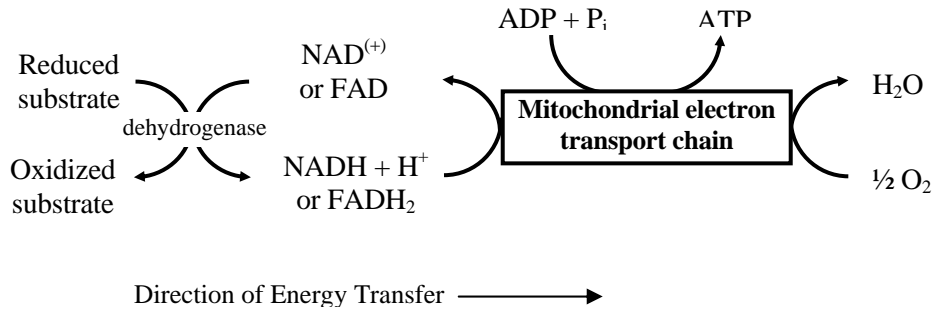 ADP + Pᵢ
ATP
Reduced
substrate
NAD⁽⁺⁾
or FAD
H₂O
Mitochondrial electron
transport chain
dehydrogenase
Oxidized
substrate
NADH + H⁺
or FADH₂
½ O₂
Direction of Energy Transfer